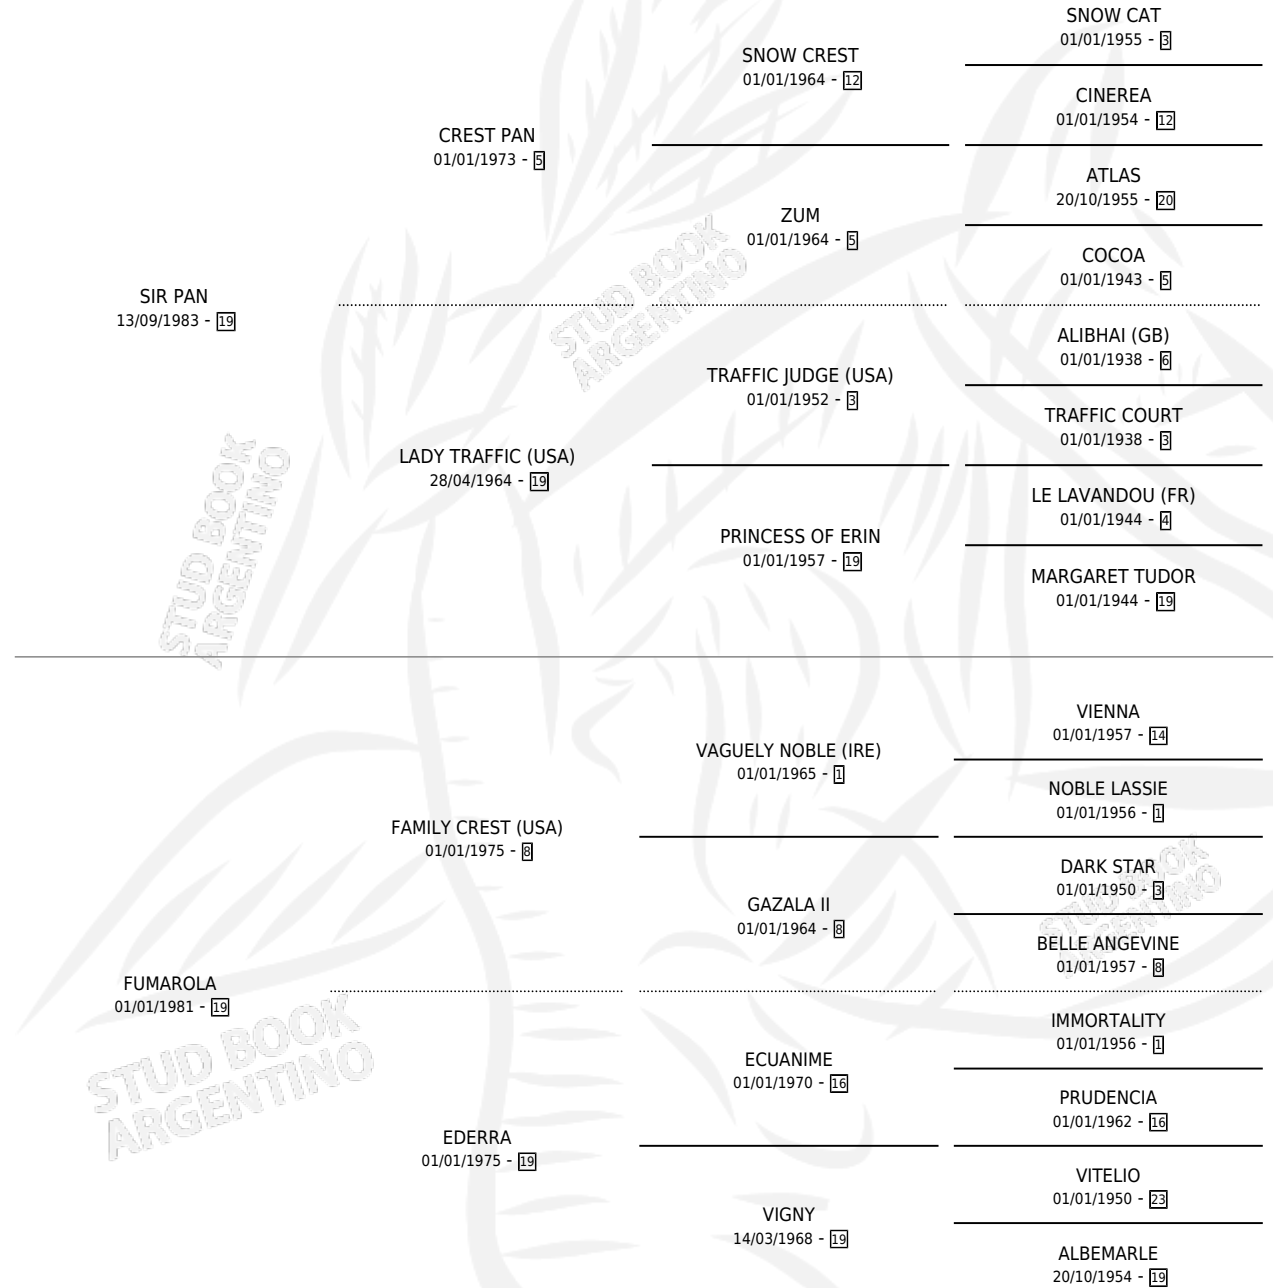 SNOW CAT
01/01/1955 - 3
SNOW CREST
01/01/1964 - 12
CINEREA
01/01/1954 - 12
CREST PAN
01/01/1973 - 5
ATLAS
20/10/1955 - 20
ZUM
01/01/1964 - 5
COCOA
01/01/1943 - 5
SIR PAN
13/09/1983 - 19
ALIBHAI (GB)
01/01/1938 - 6
TRAFFIC JUDGE (USA)
01/01/1952 - 3
TRAFFIC COURT
01/01/1938 - 3
LADY TRAFFIC (USA)
28/04/1964 - 19
LE LAVANDOU (FR)
01/01/1944 - 4
PRINCESS OF ERIN
01/01/1957 - 19
MARGARET TUDOR
01/01/1944 - 19
VIENNA
01/01/1957 - 14
VAGUELY NOBLE (IRE)
01/01/1965 - 1
NOBLE LASSIE
01/01/1956 - 1
FAMILY CREST (USA)
01/01/1975 - 8
DARK STAR
01/01/1950 - 3
GAZALA II
01/01/1964 - 8
BELLE ANGEVINE
01/01/1957 - 8
FUMAROLA
01/01/1981 - 19
IMMORTALITY
01/01/1956 - 1
ECUANIME
01/01/1970 - 16
PRUDENCIA
01/01/1962 - 16
EDERRA
01/01/1975 - 19
VITELIO
01/01/1950 - 23
VIGNY
14/03/1968 - 19
ALBEMARLE
20/10/1954 - 19
STUD BOOK
ARGENTINO
STUD BOOK
ARGENTINO
STUD BOOK
ARGENTINO
STUD BOOK
ARGENTINO